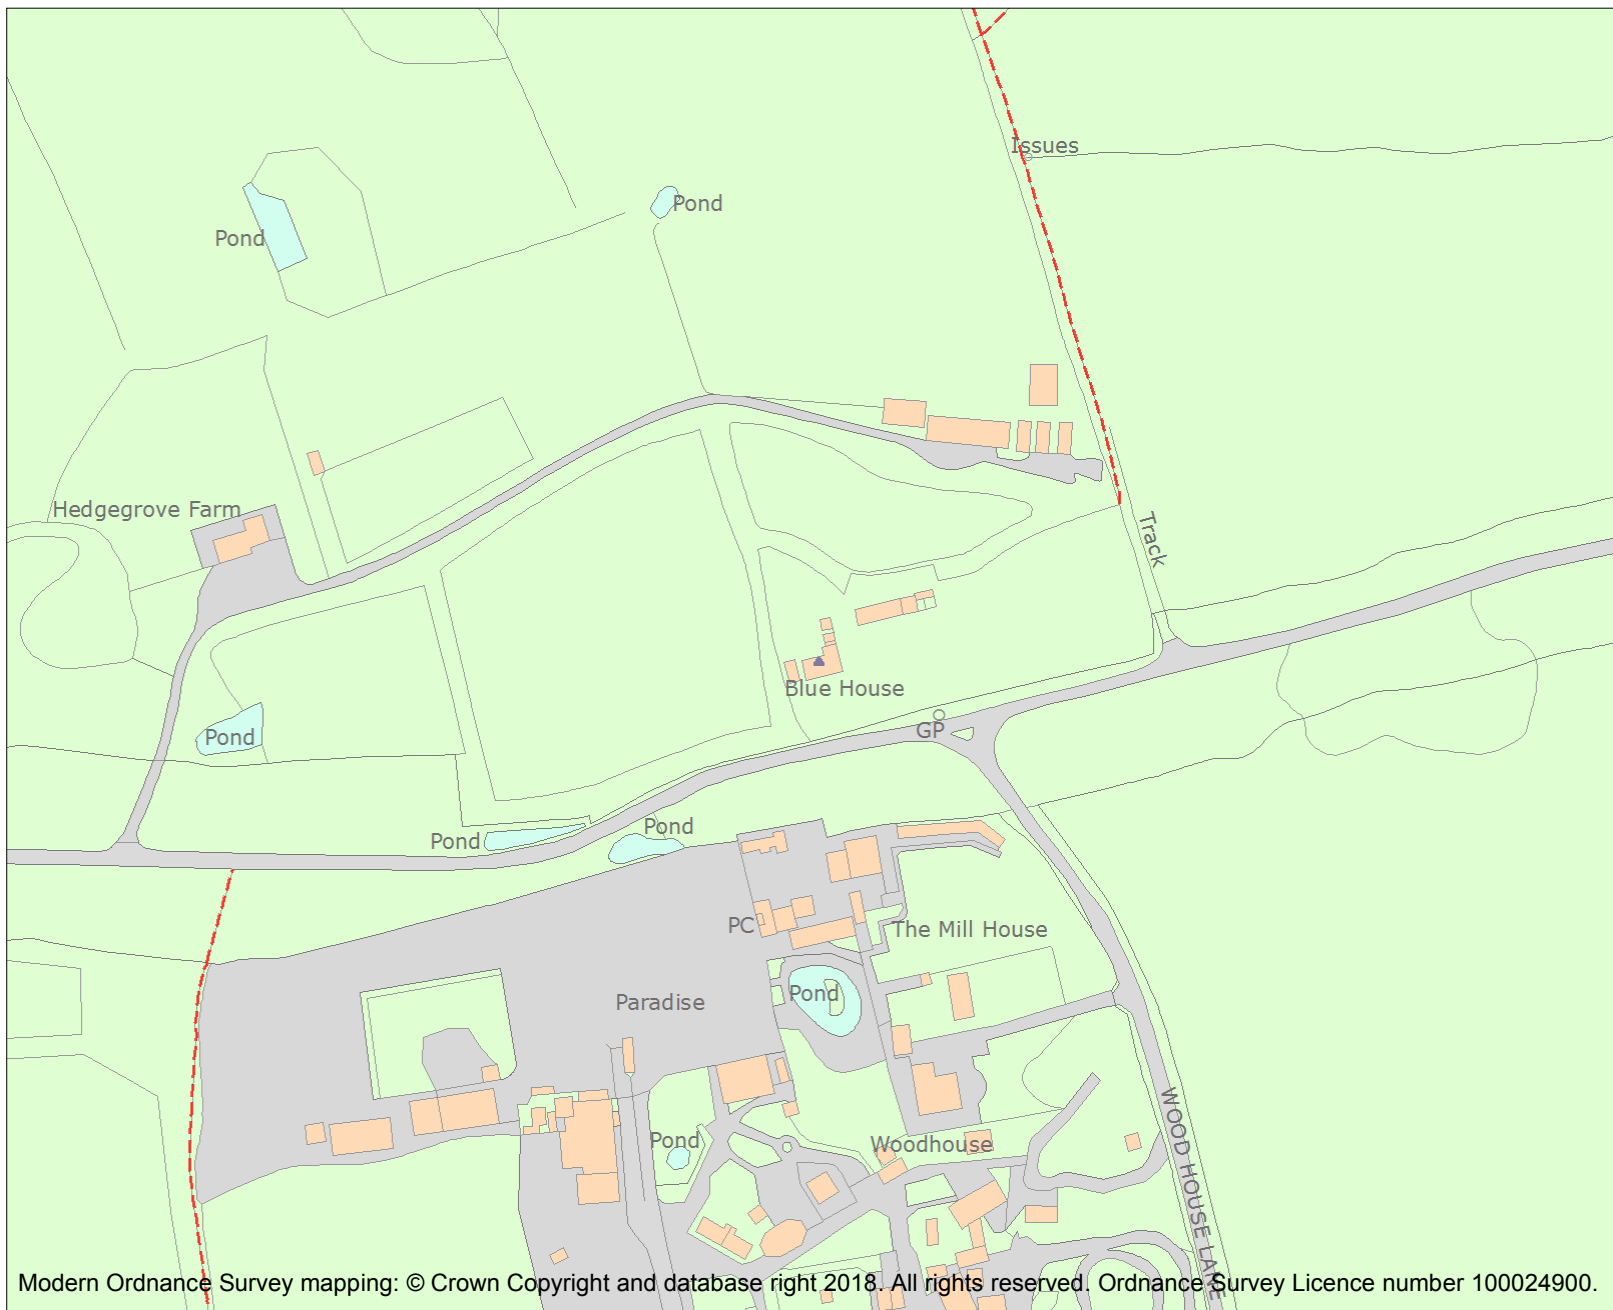 Issues
Pond
Pond
Hedgegrove Farm
Track
Blue House
GP
Pond
Pond
Pond
PC
The Mill House
Pond
Paradise
Pond
Woodhouse
WOOD HOUSE LANE
Modern Ordnance Survey mapping: © Crown Copyright and database right 2018. All rights reserved. Ordnance Survey Licence number 100024900.